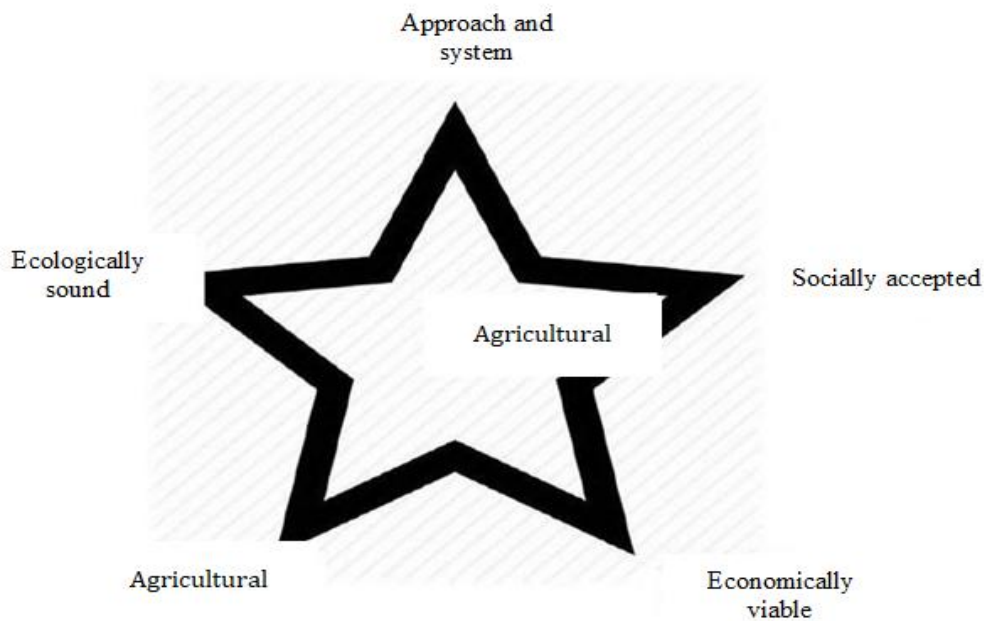 Approach and
system
Ecologically
sound
Socially accepted
Agricultural
Agricultural
Economically
viable